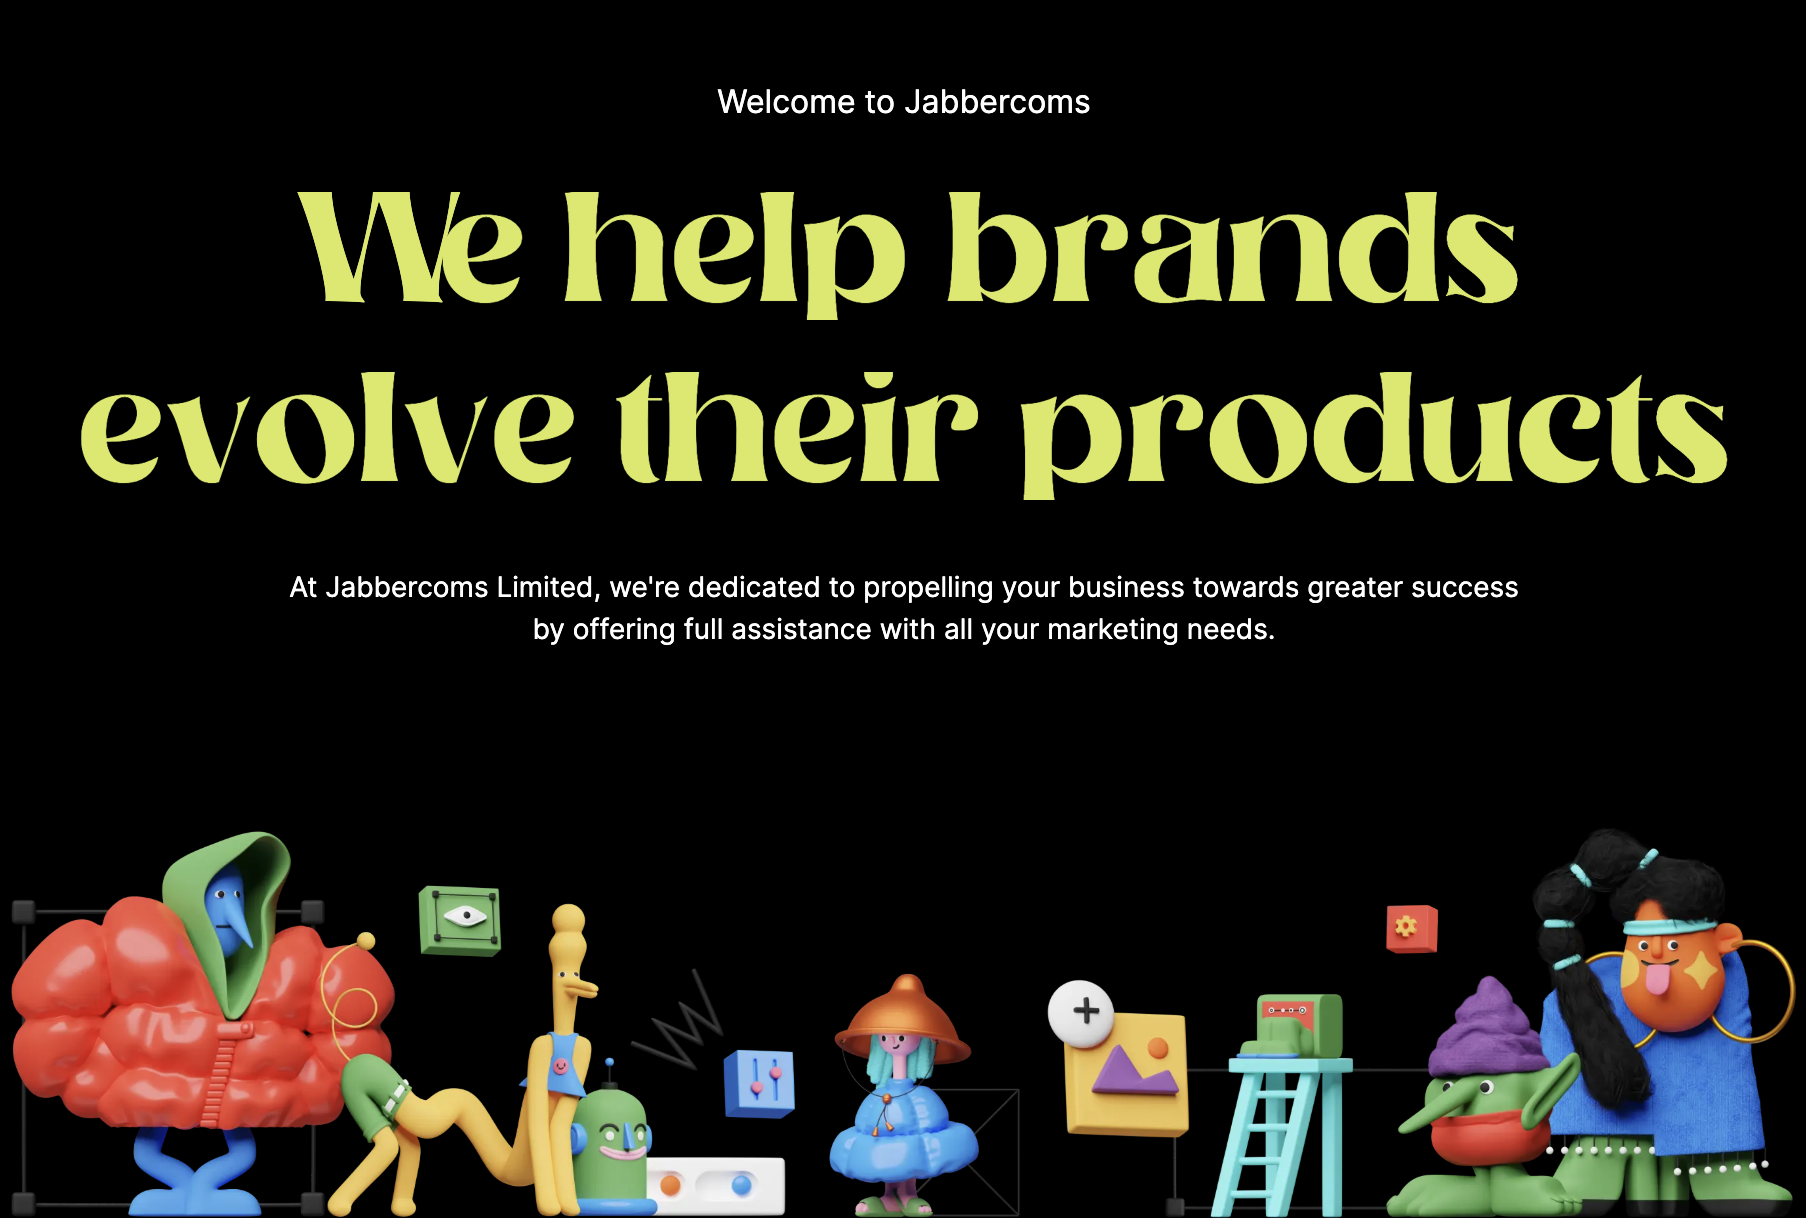 Welcome to Jabbercoms
We help brands
evolve their products
At Jabbercoms Limited, we're dedicated to propelling your business towards greater success
by offering full assistance with all your marketing needs.
W